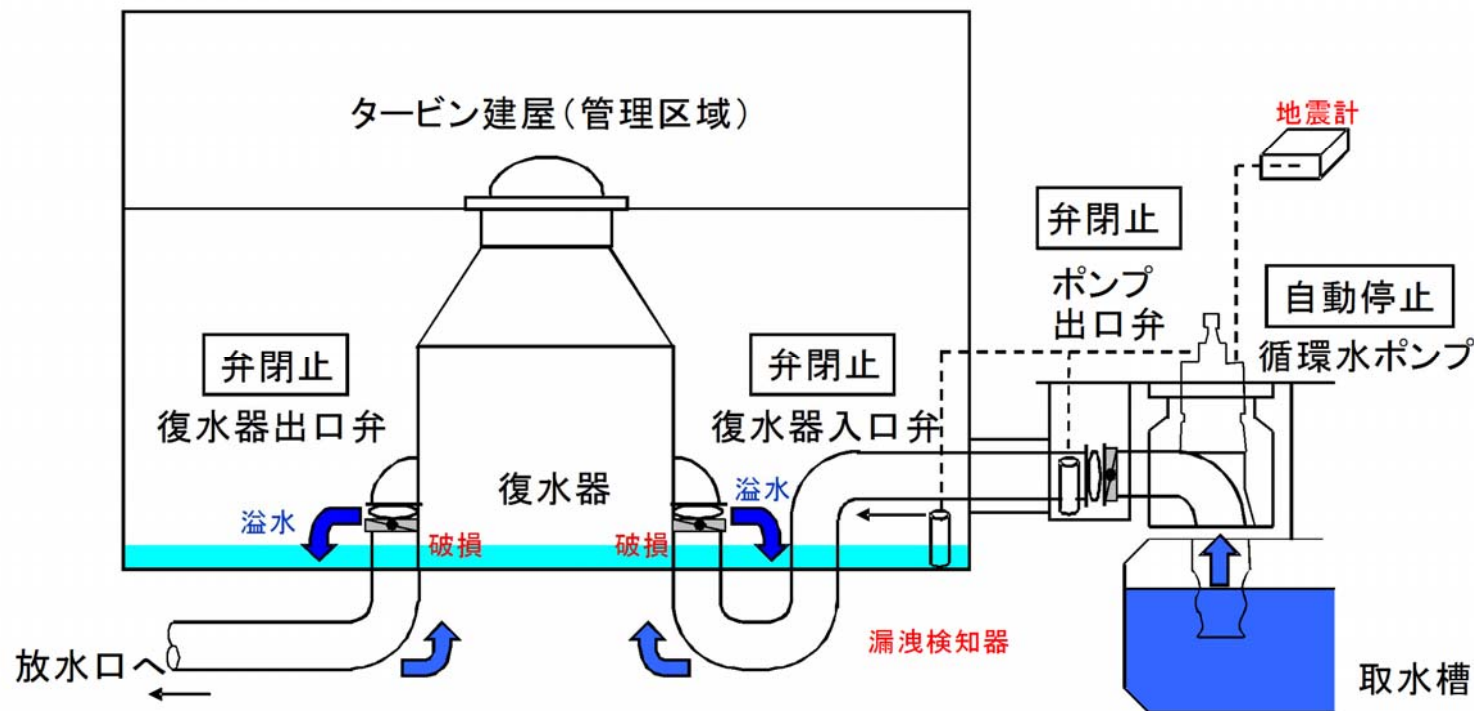 タービン建屋(管理区域)
地震計
弁閉止
ポンプ
出口弁
自動停止
循環水ポンプ
弁閉止
復水器出口弁
弁閉止
復水器入口弁
復水器
溢水
溢水
破損
破損
漏洩検知器
放水口へ
取水槽